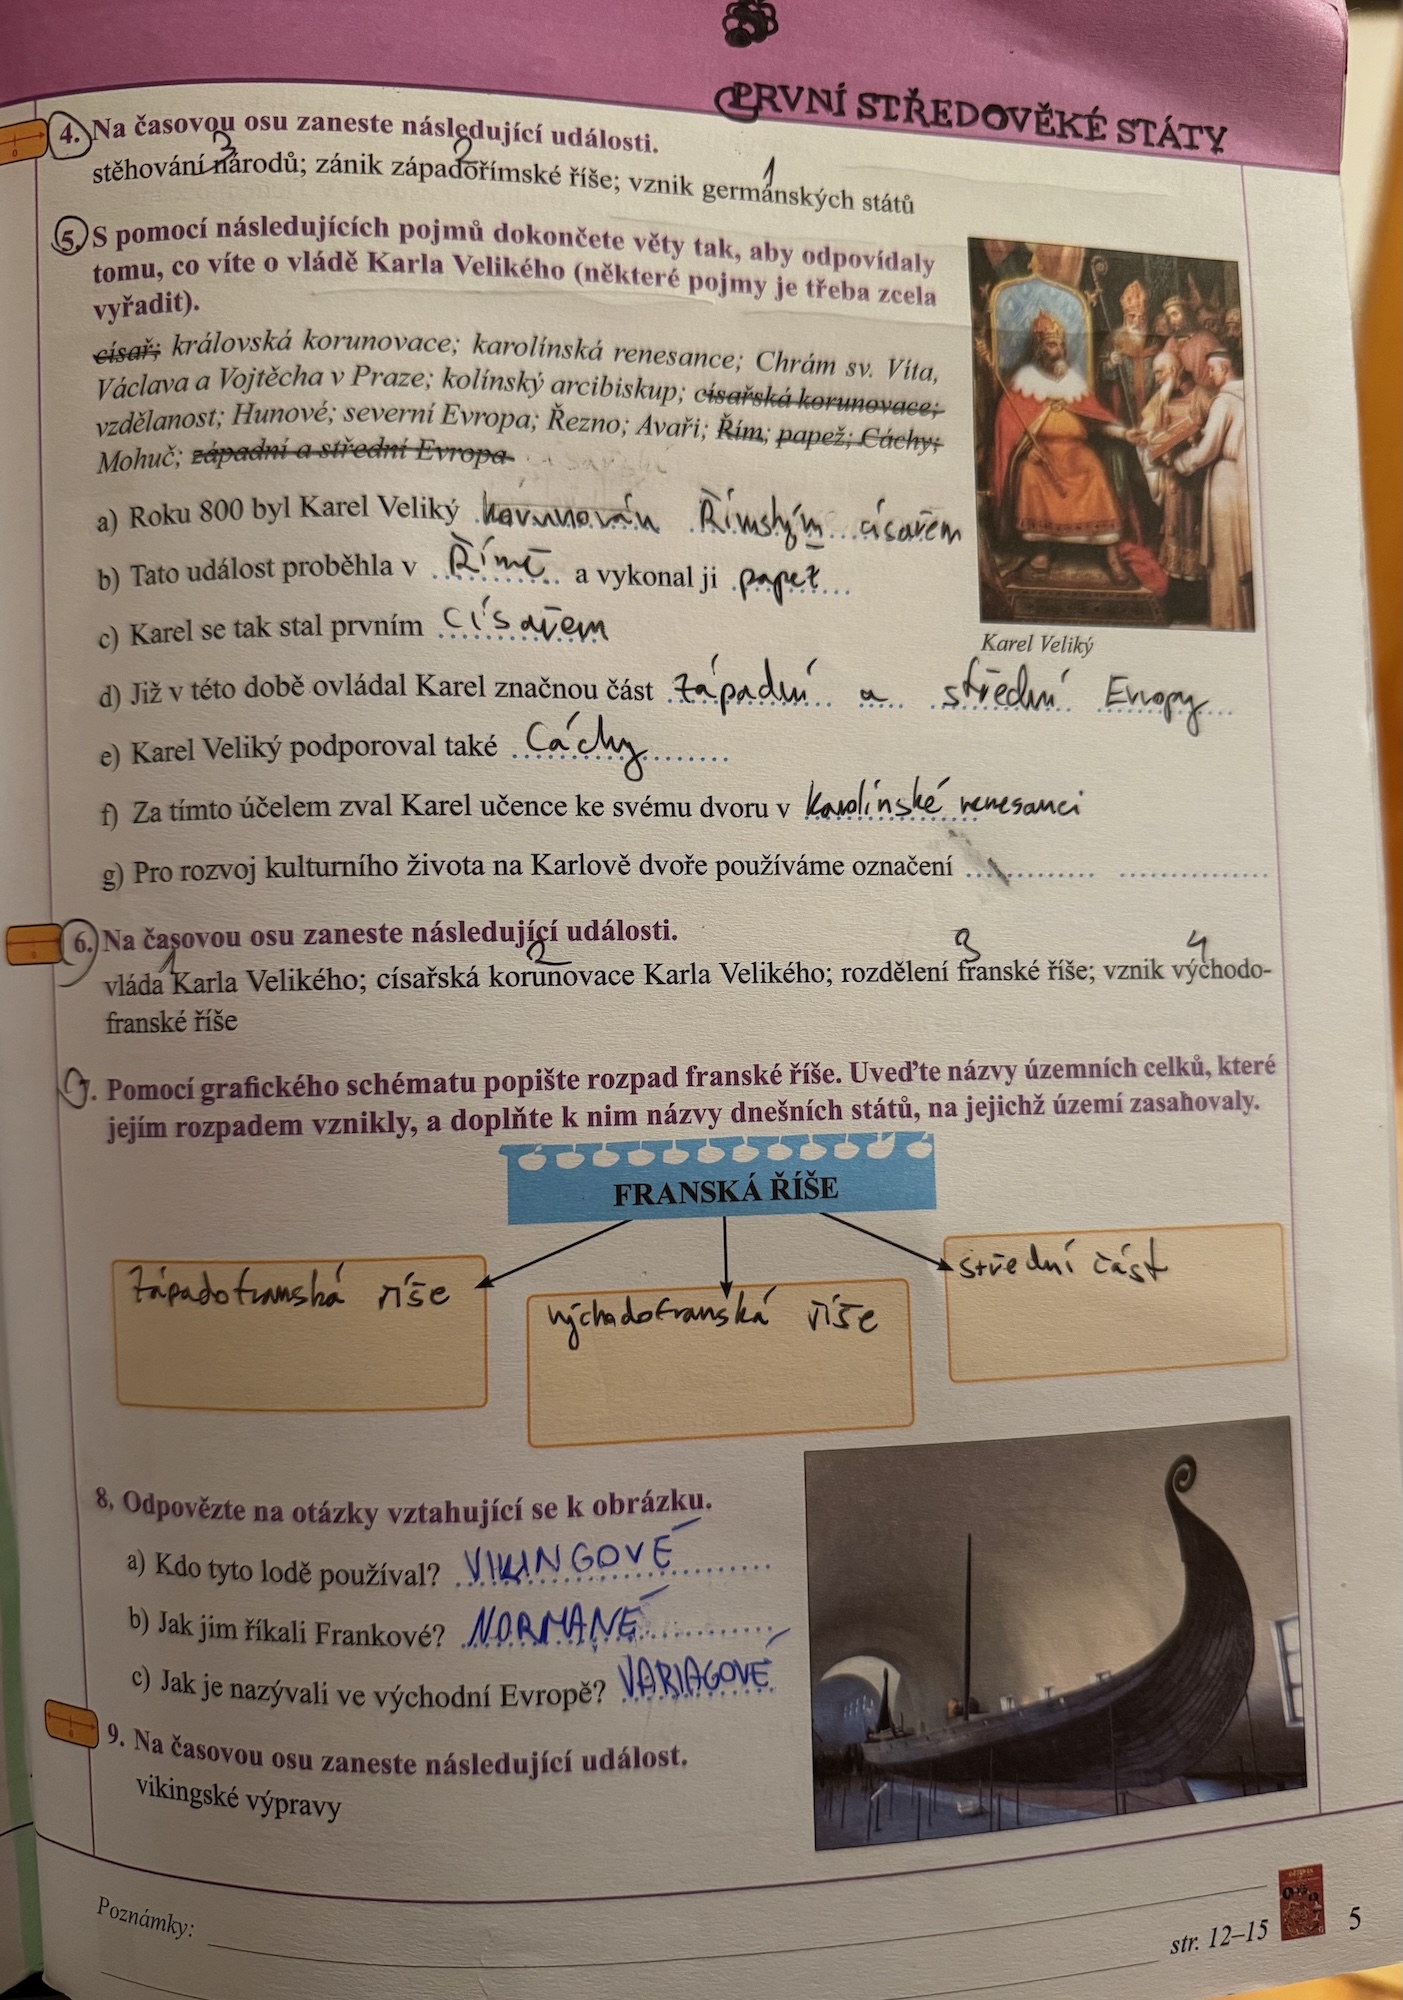 PRVNÍ STŘEDOVĚKÉ STÁTY
4. Na časovou osu zaneste následující události.
3 2 1
stěhování národů; zánik západořímské říše; vznik germánských států
5. S pomocí následujících pojmů dokončete věty tak, aby odpovídaly
tomu, co víte o vládě Karla Velikého (některé pojmy je třeba zcela
vyřadit).
císař; královská korunovace; karolínská renesance; Chrám sv. Víta,
Václava a Vojtěcha v Praze; kolínský arcibiskup; císařská korunovace;
vzdělanost; Hunové; severní Evropa; Řezno; Avaři; Řím; papež; Cáchy;
Mohuč; západní a střední Evropa
a) Roku 800 byl Karel Veliký korunován Římským císařem
b) Tato událost proběhla v Římě a vykonal ji papež
c) Karel se tak stal prvním císařem
Karel Veliký
d) Již v této době ovládal Karel značnou část západní a střední Evropy
e) Karel Veliký podporoval také Cáchy
f) Za tímto účelem zval Karel učence ke svému dvoru v karolínské renesanci
g) Pro rozvoj kulturního života na Karlově dvoře používáme označení
6. Na časovou osu zaneste následující události.
1 2 3 4
vláda Karla Velikého; císařská korunovace Karla Velikého; rozdělení franské říše; vznik východo-
franské říše
7. Pomocí grafického schématu popište rozpad franské říše. Uveďte názvy územních celků, které
jejím rozpadem vznikly, a doplňte k nim názvy dnešních států, na jejichž území zasahovaly.
FRANSKÁ ŘÍŠE
západofranská říše
východofranská říše
střední část
8. Odpovězte na otázky vztahující se k obrázku.
a) Kdo tyto lodě používal? VIKINGOVÉ
b) Jak jim říkali Frankové? NORMANÉ
c) Jak je nazývali ve východní Evropě? VARIAGOVÉ
9. Na časovou osu zaneste následující událost.
vikingské výpravy
Poznámky:
str. 12–15
5